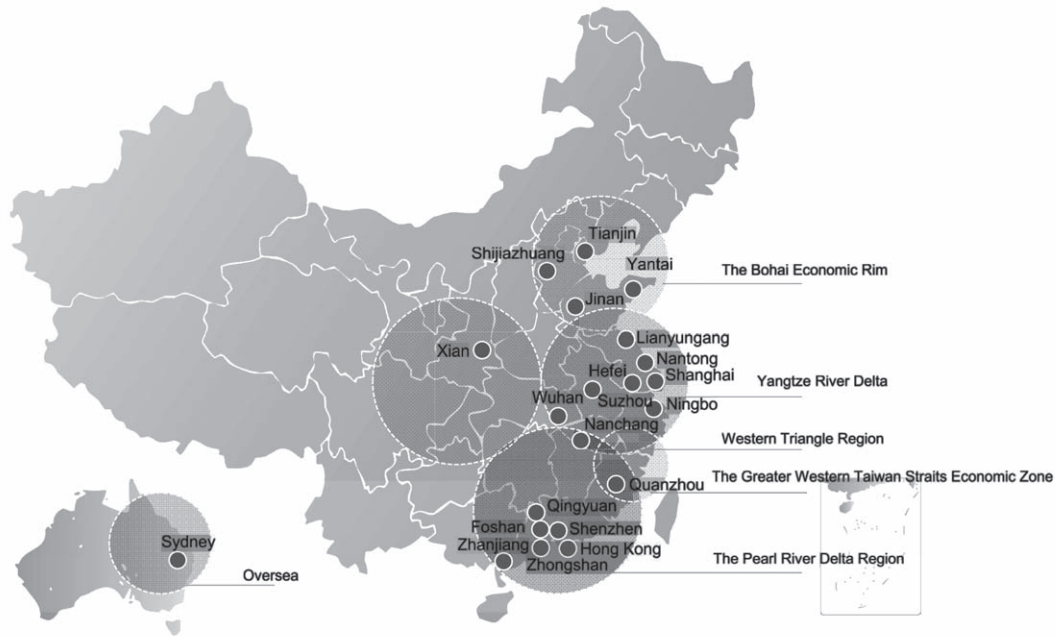 Tianjin
Shijiazhuang
Yantai
The Bohai Economic Rim
Jinan
Lianyungang
Xian
Nantong
Hefei
Shanghai
Yangtze River Delta
Wuhan
Suzhou
Ningbo
Nanchang
Western Triangle Region
The Greater Western Taiwan Straits Economic Zone
Quanzhou
Qingyuan
Foshan
Shenzhen
Zhanjiang
Hong Kong
Zhongshan
The Pearl River Delta Region
Sydney
Oversea